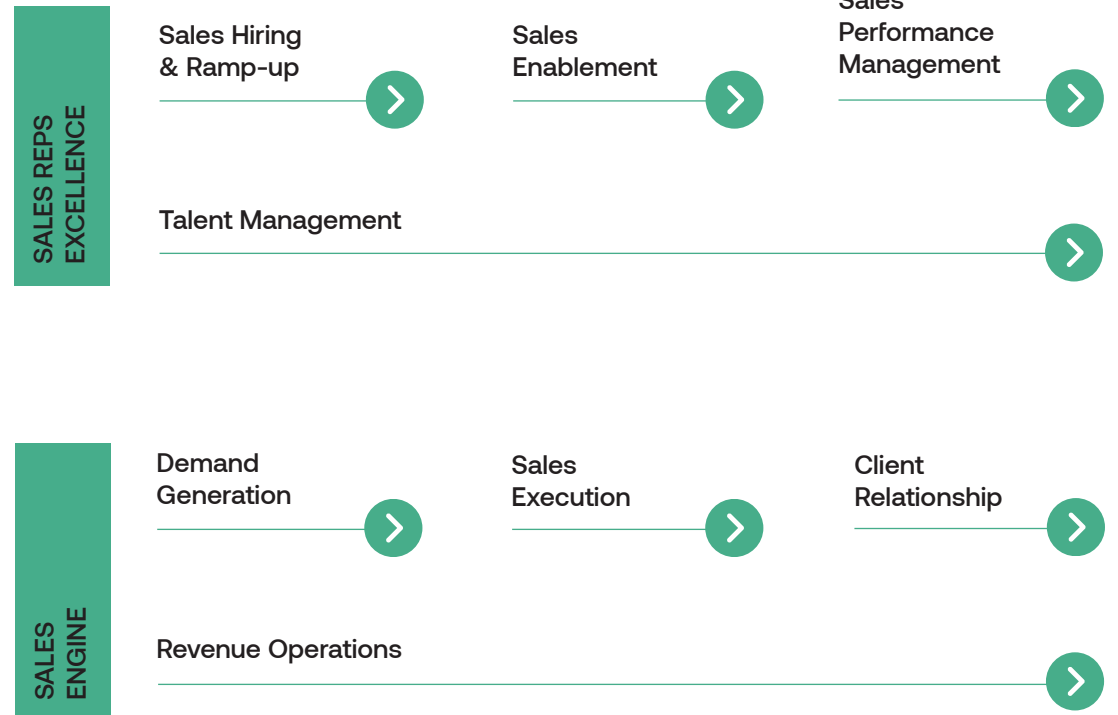 SALES REPS
EXCELLENCE
Sales Hiring
& Ramp-up
Sales
Enablement
Sales
Performance
Management
Talent Management
SALES
ENGINE
Demand
Generation
Sales
Execution
Client
Relationship
Revenue Operations